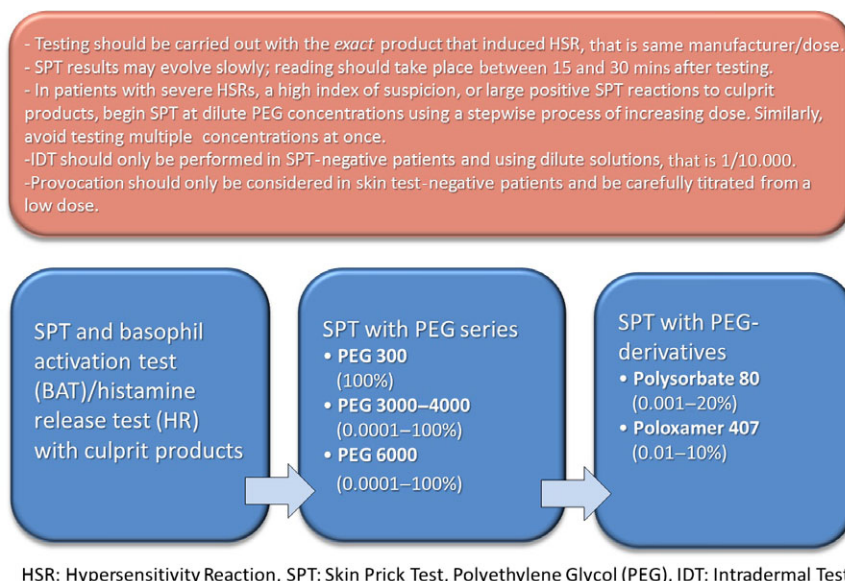 - Testing should be carried out with the exact product that induced HSR, that is same manufacturer/dose.
- SPT results may evolve slowly; reading should take place between 15 and 30 mins after testing.
- In patients with severe HSRs, a high index of suspicion, or large positive SPT reactions to culprit
products, begin SPT at dilute PEG concentrations using a stepwise process of increasing dose. Similarly,
avoid testing multiple concentrations at once.
-IDT should only be performed in SPT-negative patients and using dilute solutions, that is 1/10.000.
-Provocation should only be considered in skin test-negative patients and be carefully titrated from a
low dose.
SPT and basophil
activation test
(BAT)/histamine
release test (HR)
with culprit products
SPT with PEG series
• PEG 300
(100%)
• PEG 3000–4000
(0.0001–100%)
• PEG 6000
(0.0001–100%)
SPT with PEG-
derivatives
• Polysorbate 80
(0.001–20%)
• Poloxamer 407
(0.01–10%)
HSR: Hypersensitivity Reaction, SPT: Skin Prick Test, Polyethylene Glycol (PEG), IDT: Intradermal Test